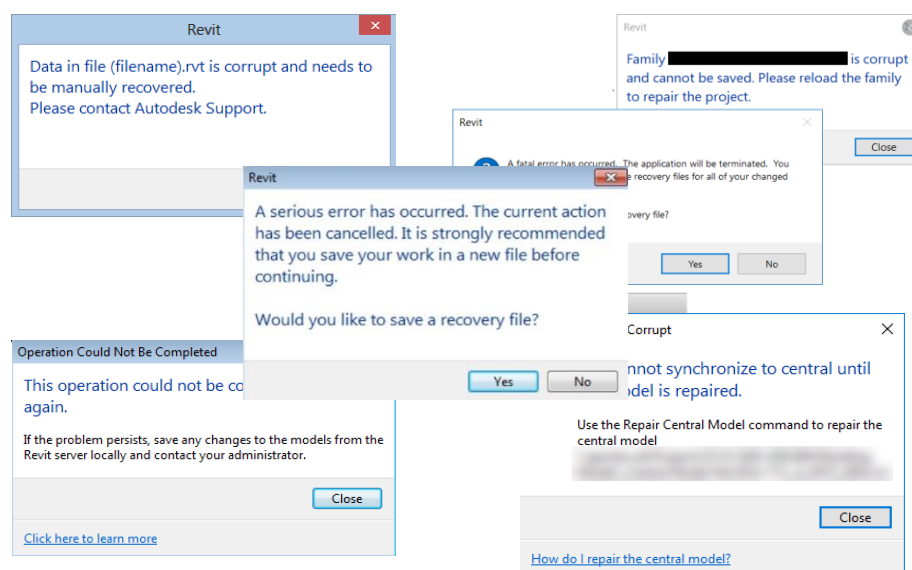 Revit
Data in file (filename).rvt is corrupt and needs to
be manually recovered.
Please contact Autodesk Support.
Revit
Family is corrupt
and cannot be saved. Please reload the family
to repair the project.
Close
Revit
A fatal error has occurred. The application will be terminated. You
recovery files for all of your changed
file?
Yes
No
Revit
A serious error has occurred. The current action
has been cancelled. It is strongly recommended
that you save your work in a new file before
continuing.
Would you like to save a recovery file?
Yes
No
Operation Could Not Be Completed
This operation could not be
again.
If the problem persists, save any changes to the models from the
Revit server locally and contact your administrator.
Close
Click here to learn more
Corrupt
synchronize to central until
is repaired.
Use the Repair Central Model command to repair the
central model
Close
How do I repair the central model?